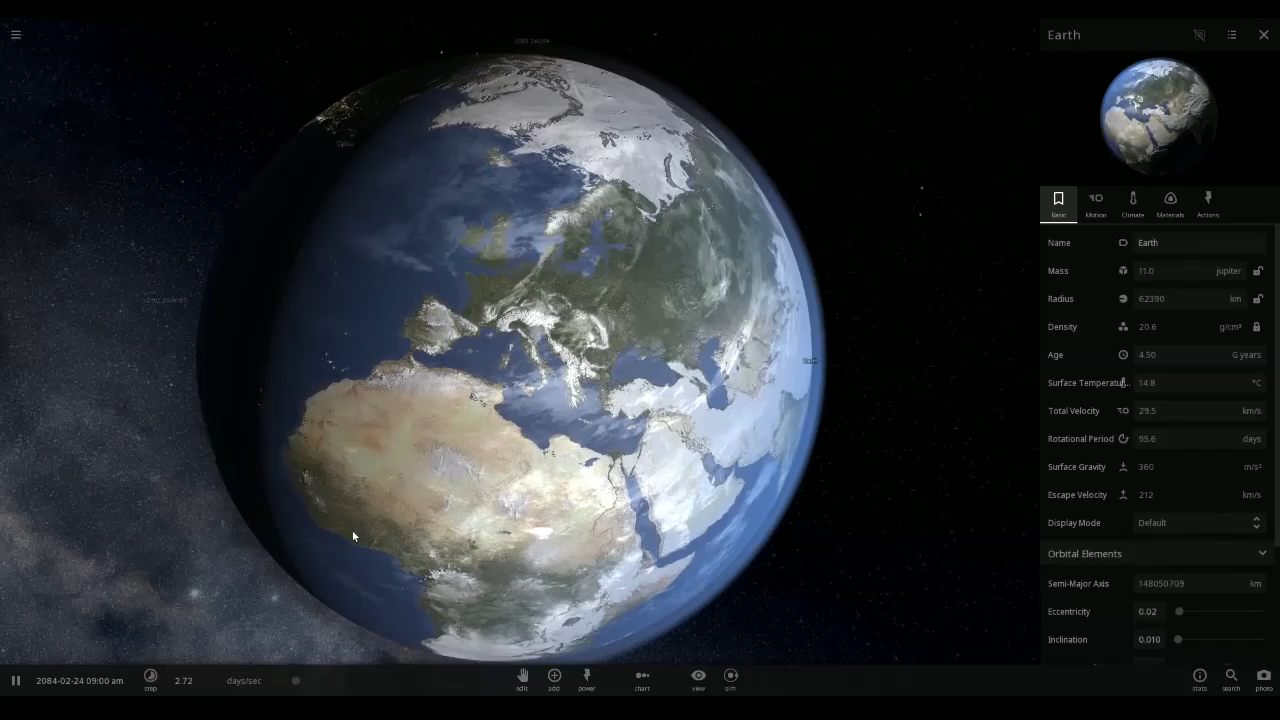 Earth
Basic
Motion
Climate
Materials
Actions
Name Earth
Mass 11.0 jupiter
Radius 62390 km
Density 20.6 g/cm³
Age 4.50 G years
Surface Temperatu... 14.8 °C
Total Velocity 29.5 km/s
Rotational Period 95.6 days
Surface Gravity 360 m/s²
Escape Velocity 212 km/s
Display Mode Default
Orbital Elements
Semi-Major Axis 148050709 km
Eccentricity 0.02
Inclination 0.010
Earth
2084-02-24 09:00 am
step
2.72 days/sec
edit
add
power
chart
view
sim
stats
search
photo